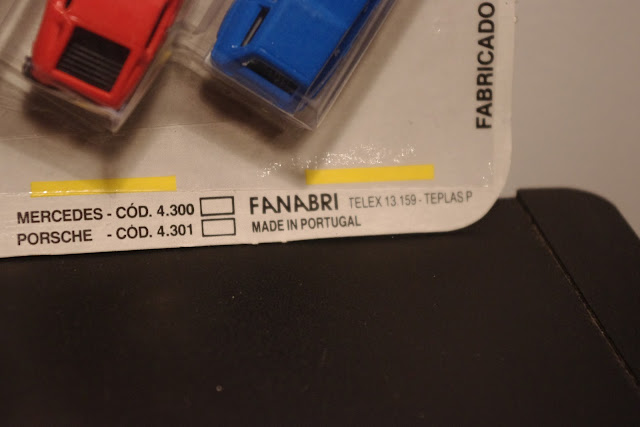 FABRICADO
MERCEDES - CÓD. 4.300
PORSCHE - CÓD. 4.301
FANABRI TELEX 13.159 - TEPLAS P
MADE IN PORTUGAL